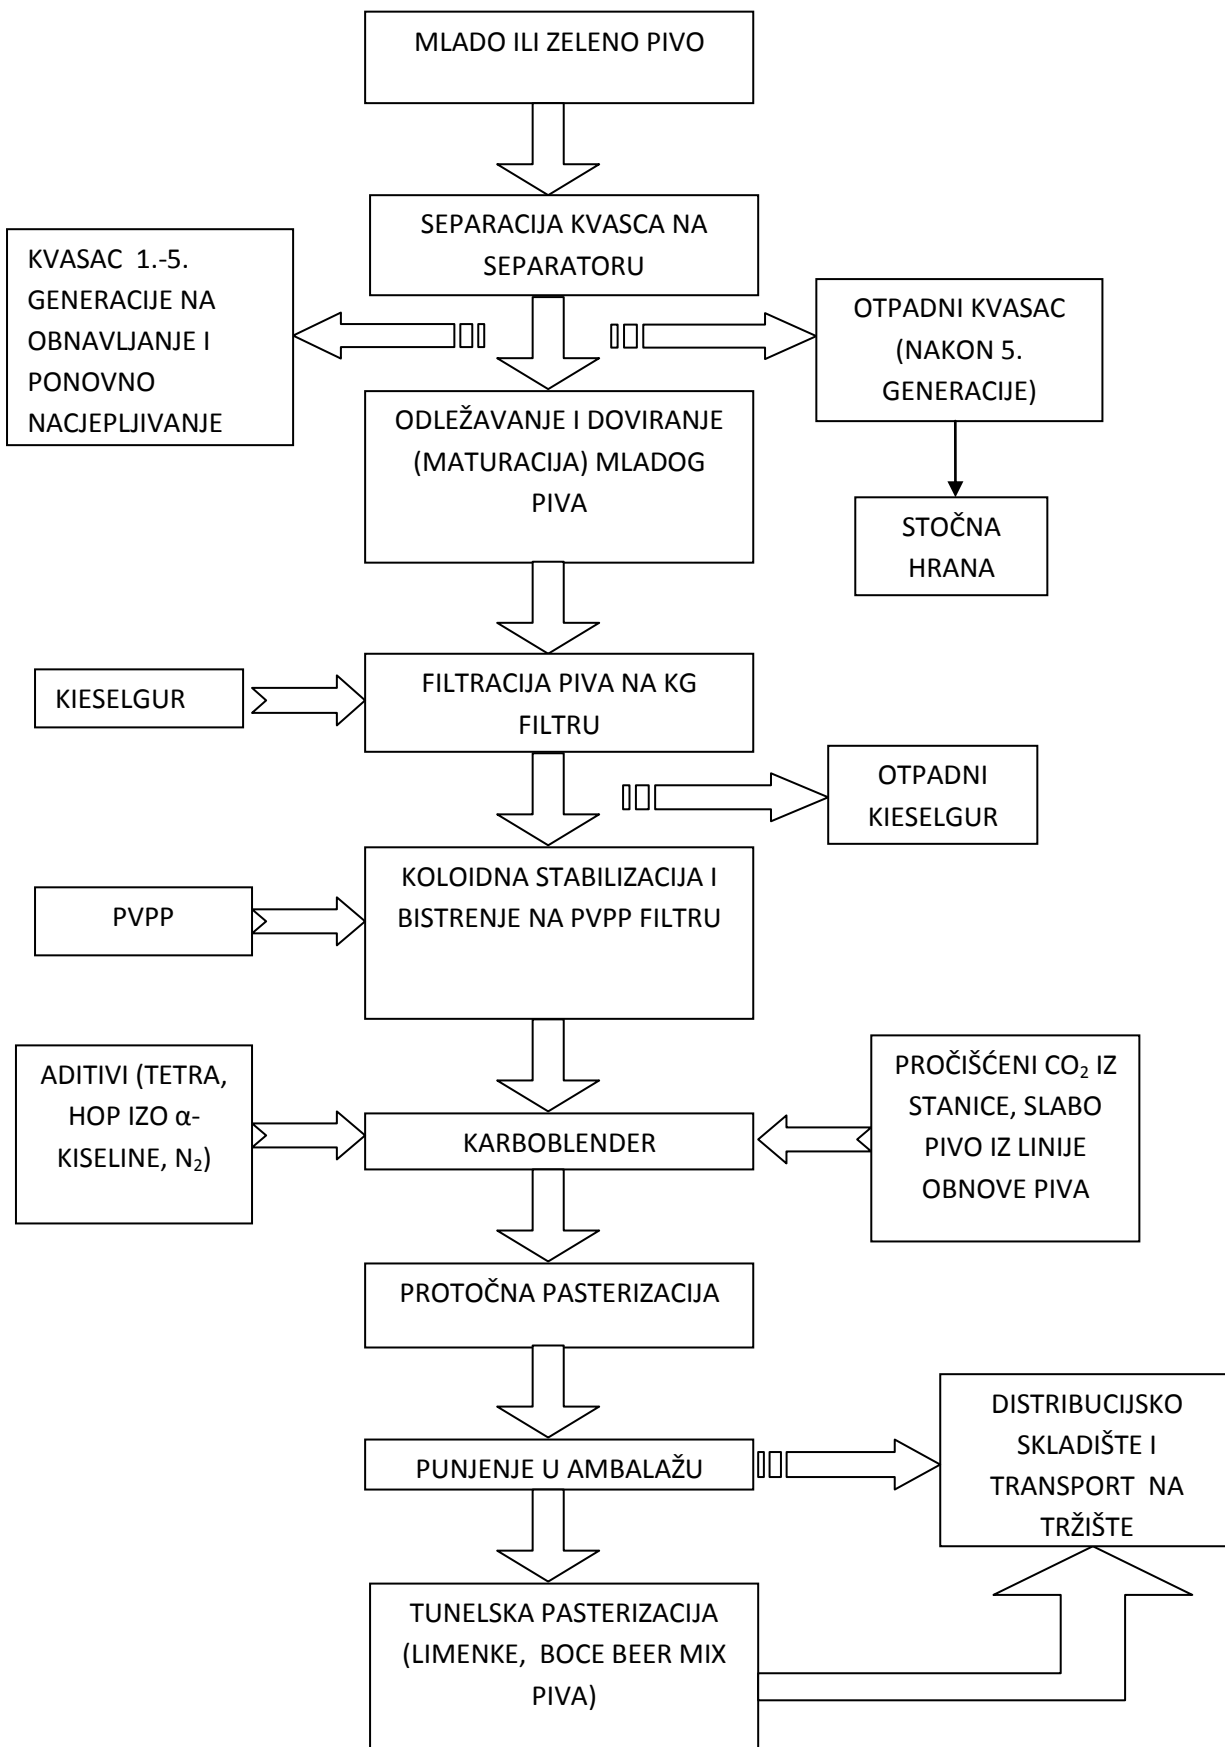 MLADO ILI ZELENO PIVO
SEPARACIJA KVASCA NA
SEPARATORU
KVASAC 1.-5.
GENERACIJE NA
OBNAVLJANJE I
PONOVNO
NACJEPLJIVANJE
OTPADNI KVASAC
(NAKON 5.
GENERACIJE)
ODLEŽAVANJE I DOVIRANJE
(MATURACIJA) MLADOG
PIVA
STOČNA
HRANA
KIESELGUR
FILTRACIJA PIVA NA KG
FILTRU
OTPADNI
KIESELGUR
PVPP
KOLOIDNA STABILIZACIJA I
BISTRENJE NA PVPP FILTRU
ADITIVI (TETRA,
HOP IZO α-
KISELINE, N₂)
KARBOBLENDER
PROČIŠĆENI CO₂ IZ
STANICE, SLABO
PIVO IZ LINIJE
OBNOVE PIVA
PROTOČNA PASTERIZACIJA
PUNJENJE U AMBALAŽU
DISTRIBUCIJSKO
SKLADIŠTE I
TRANSPORT NA
TRŽIŠTE
TUNELSKA PASTERIZACIJA
(LIMENKE, BOCE BEER MIX
PIVA)